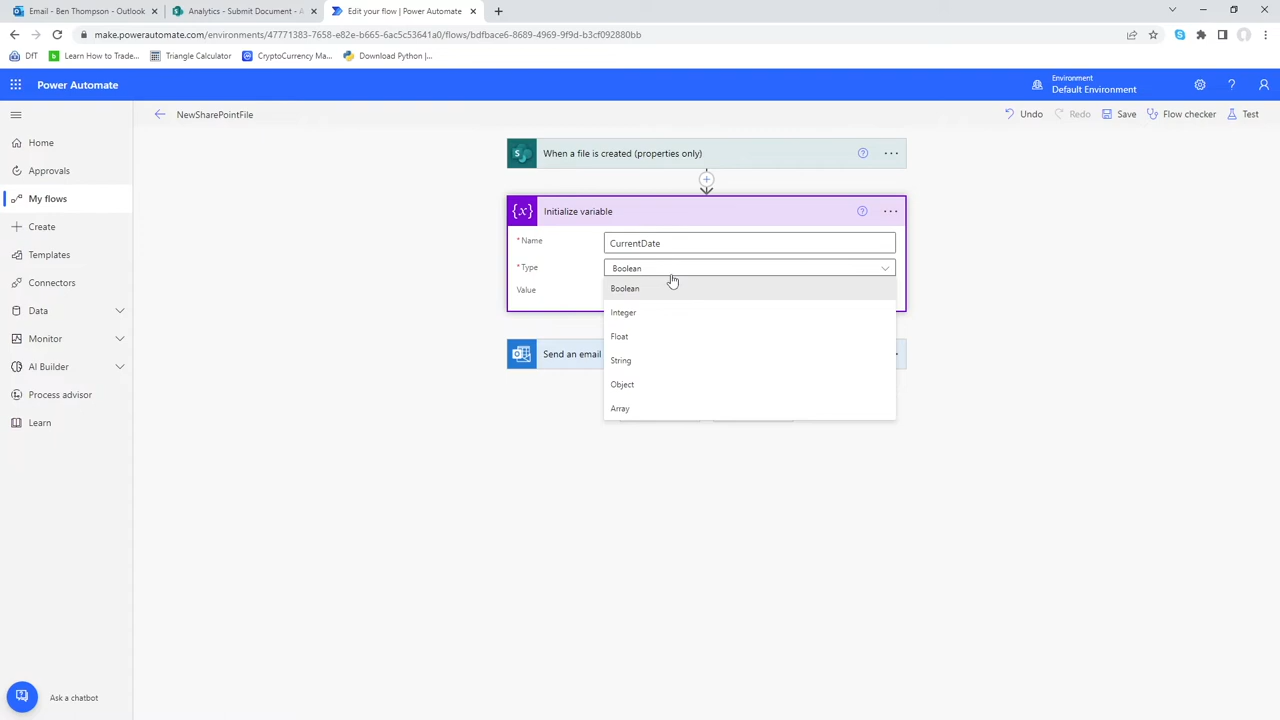 Email - Ben Thompson - Outlook
Analytics - Submit Document - A
Edit your flow | Power Automate
make.powerautomate.com/environments/47771383-7658-e82e-b665-6ac5c53641a0/flows/bdfbace6-8689-4969-9f9d-b3cf092880bb
DfT
Learn How to Trade...
Triangle Calculator
CryptoCurrency Ma...
Download Python |...
Power Automate
Environment
Default Environment
NewSharePointFile
Undo
Redo
Save
Flow checker
Test
Home
Approvals
My flows
Create
Templates
Connectors
Data
Monitor
AI Builder
Process advisor
Learn
When a file is created (properties only)
{x} Initialize variable
* Name
CurrentDate
* Type
Boolean
Value
Boolean
Integer
Float
String
Object
Array
Send an email
Ask a chatbot